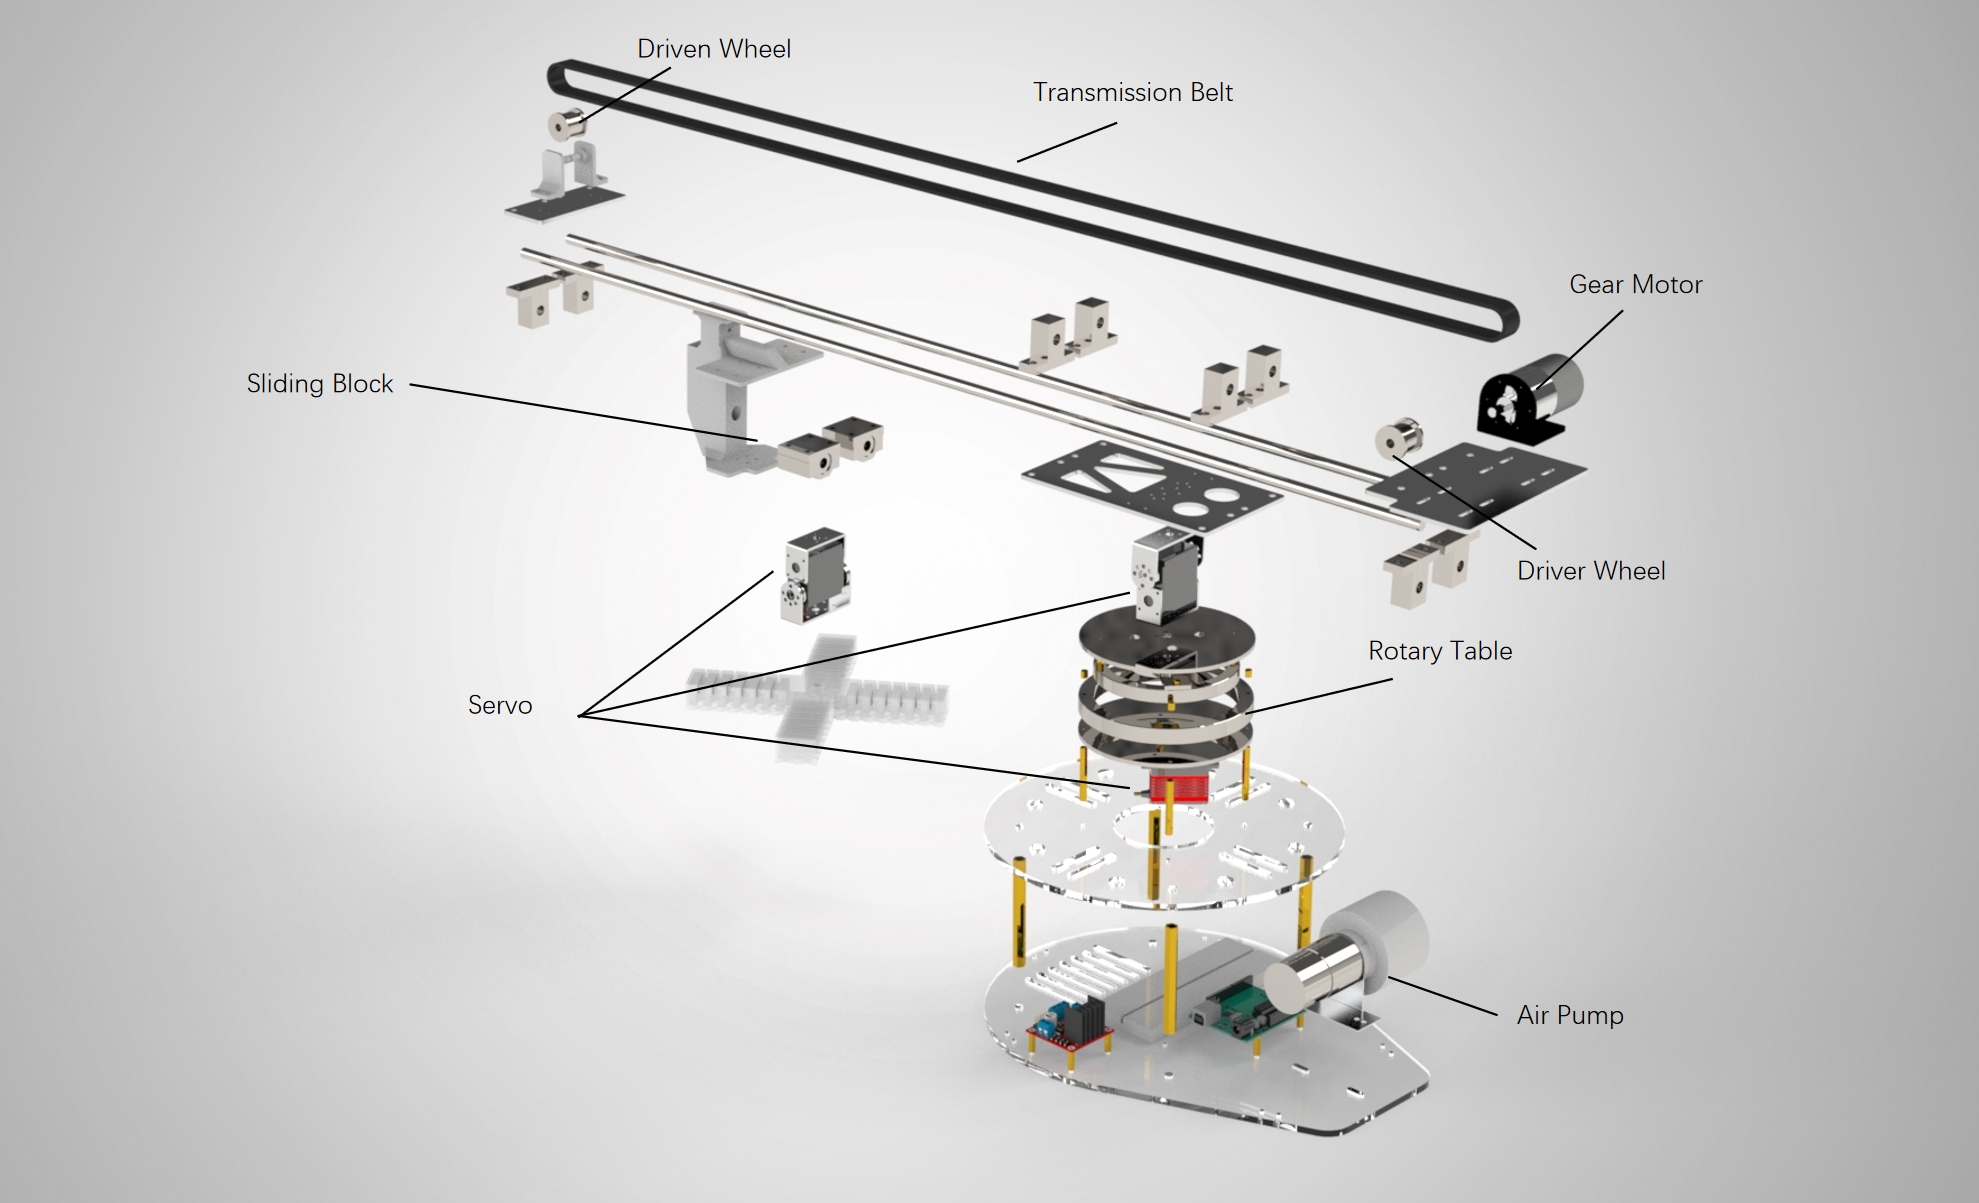 Driven Wheel
Transmission Belt
Gear Motor
Sliding Block
Driver Wheel
Rotary Table
Servo
Air Pump